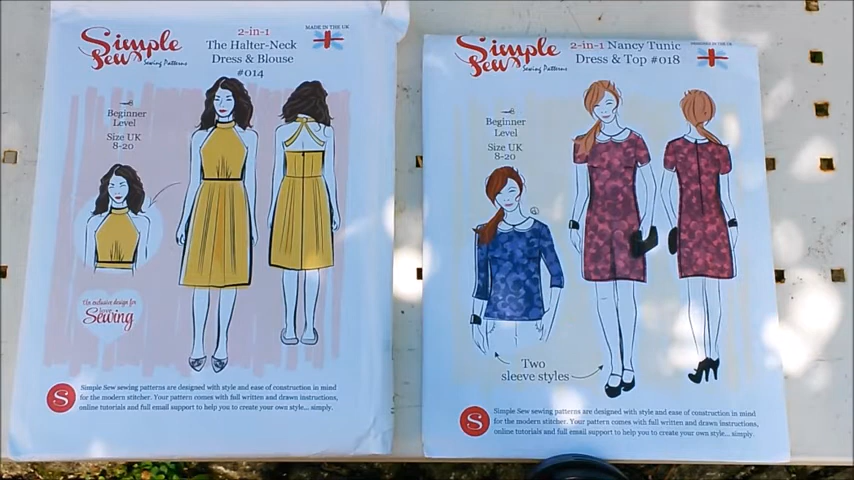 Simple Sew
Sewing Patterns
2-in-1
The Halter-Neck
Dress & Blouse
#014
MADE IN THE UK
Beginner
Level
Size UK
8-20
An exclusive design for
love
Sewing
S
Simple Sew sewing patterns are designed with style and ease of construction in mind
for the modern stitcher. Your pattern comes with full written and drawn instructions,
online tutorials and full email support to help you to create your own style... simply.
Simple Sew
Sewing Patterns
2-in-1 Nancy Tunic
Dress & Top #018
Beginner
Level
Size UK
8-20
Two
sleeve styles
S
Simple Sew sewing patterns are designed with style and ease of construction in mind
for the modern stitcher. Your pattern comes with full written and drawn instructions,
online tutorials and full email support to help you to create your own style... simply.